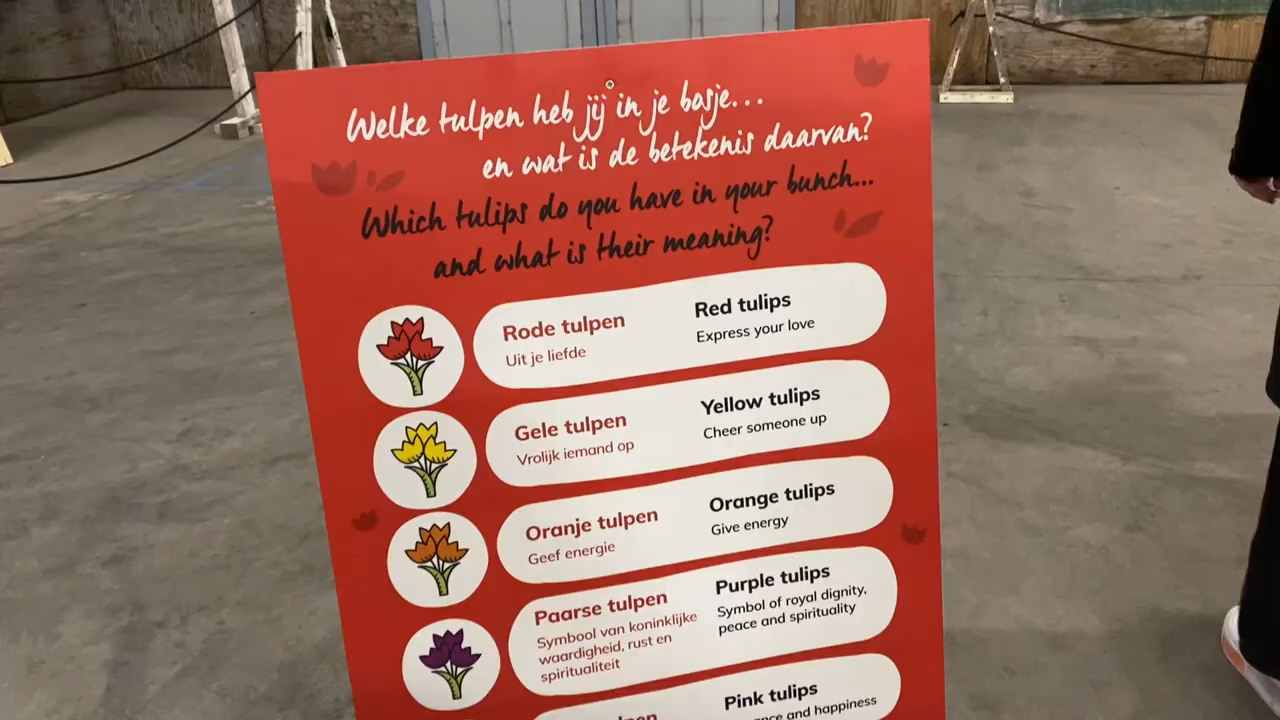 Welke tulpen heb jij in je bosje...
en wat is de betekenis daarvan?
Which tulips do you have in your bunch...
and what is their meaning?
Rode tulpen
Uit je liefde
Red tulips
Express your love
Gele tulpen
Vrolijk iemand op
Yellow tulips
Cheer someone up
Oranje tulpen
Geef energie
Orange tulips
Give energy
Paarse tulpen
Symbool van koninklijke
waardigheid, rust en
spiritualiteit
Purple tulips
Symbol of royal dignity,
peace and spirituality
Pink tulips
and happiness